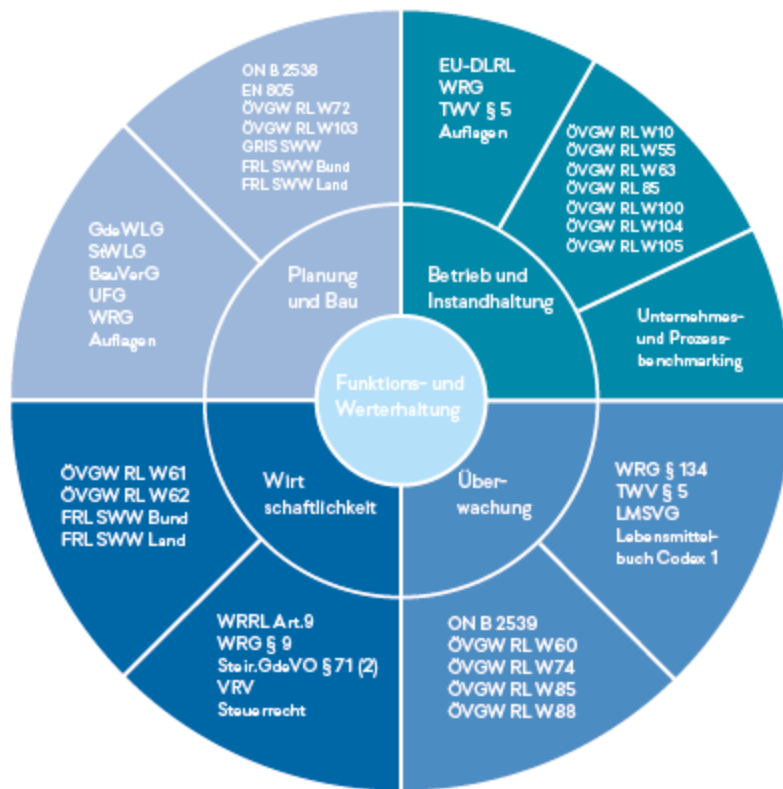 ON B 2538
EN 805
ÖVGW RL W72
ÖVGW RL W103
GRIS SWW
FRL SWW Bund
FRL SWW Land
EU-DLRL
WRG
TWV § 5
Auflagen
ÖVGW RL W10
ÖVGW RL W55
ÖVGW RL W63
ÖVGW RL 85
ÖVGW RL W100
ÖVGW RL W104
ÖVGW RL W105
GdeWLG
StWLG
BauVerG
UFG
WRG
Auflagen
Planung
und Bau
Betrieb und
Instandhaltung
Unternehmes-
und Prozess-
benchmarking
Funktions- und
Werterhaltung
ÖVGW RL W61
ÖVGW RL W62
FRL SWW Bund
FRL SWW Land
Wirt
schaftlichkeit
Über-
wachung
WRG § 134
TWV § 5
LMSVG
Lebensmittel-
buch Codex 1
WRRL Art.9
WRG § 9
Steir.GdeVO § 71 (2)
VRV
Steuerrecht
ON B 2539
ÖVGW RL W60
ÖVGW RL W74
ÖVGW RL W85
ÖVGW RL W88